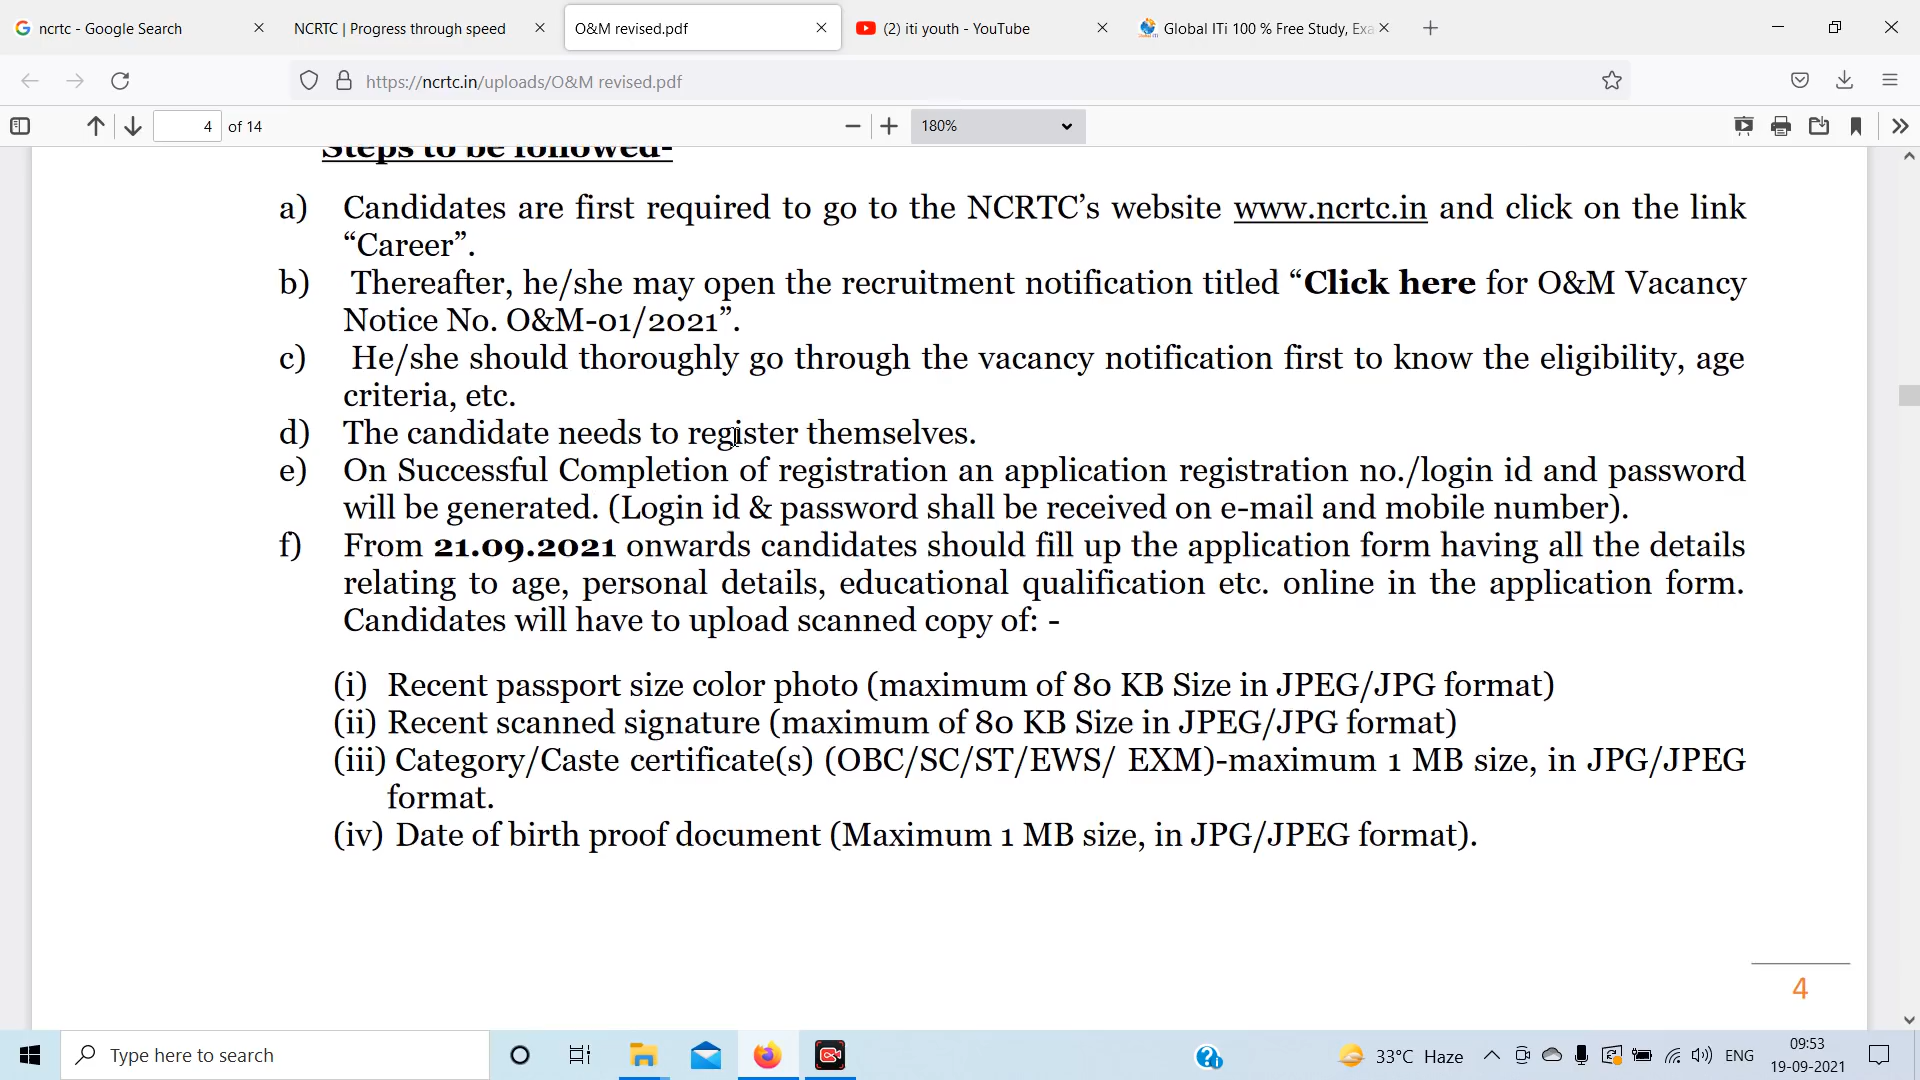 ncrtc - Google Search
NCRTC | Progress through speed
O&M revised.pdf
(2) iti youth - YouTube
Global ITi 100 % Free Study, Exa
https://ncrtc.in/uploads/O&M revised.pdf
4 of 14
180%
Steps to be followed-
a) Candidates are first required to go to the NCRTC’s website www.ncrtc.in and click on the link
“Career”.
b) Thereafter, he/she may open the recruitment notification titled “Click here for O&M Vacancy
Notice No. O&M-01/2021”.
c) He/she should thoroughly go through the vacancy notification first to know the eligibility, age
criteria, etc.
d) The candidate needs to register themselves.
e) On Successful Completion of registration an application registration no./login id and password
will be generated. (Login id & password shall be received on e-mail and mobile number).
f) From 21.09.2021 onwards candidates should fill up the application form having all the details
relating to age, personal details, educational qualification etc. online in the application form.
Candidates will have to upload scanned copy of: -
(i) Recent passport size color photo (maximum of 80 KB Size in JPEG/JPG format)
(ii) Recent scanned signature (maximum of 80 KB Size in JPEG/JPG format)
(iii) Category/Caste certificate(s) (OBC/SC/ST/EWS/ EXM)-maximum 1 MB size, in JPG/JPEG
format.
(iv) Date of birth proof document (Maximum 1 MB size, in JPG/JPEG format).
4
Type here to search
33°C Haze
ENG
09:53
19-09-2021